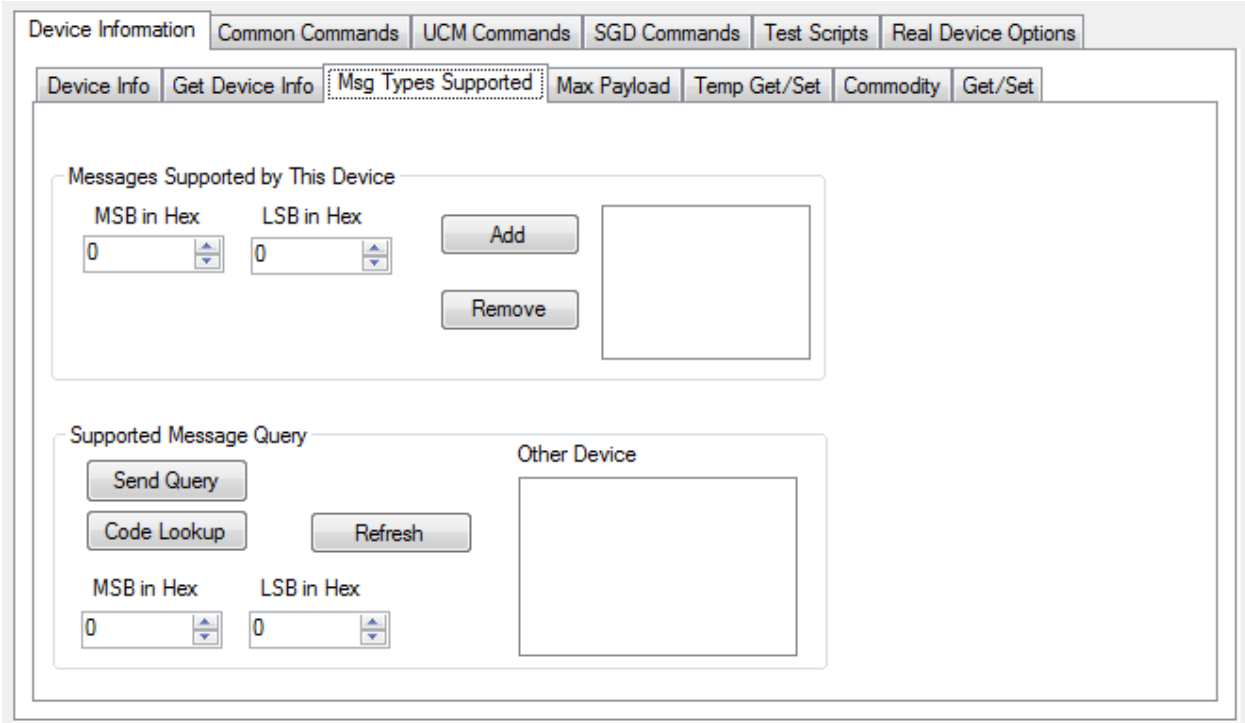 Device Information Common Commands UCM Commands SGD Commands Test Scripts Real Device Options
Device Info Get Device Info Msg Types Supported Max Payload Temp Get/Set Commodity Get/Set
Messages Supported by This Device
MSB in Hex LSB in Hex
0 0
Add
Remove
Supported Message Query
Other Device
Send Query
Code Lookup Refresh
MSB in Hex LSB in Hex
0 0